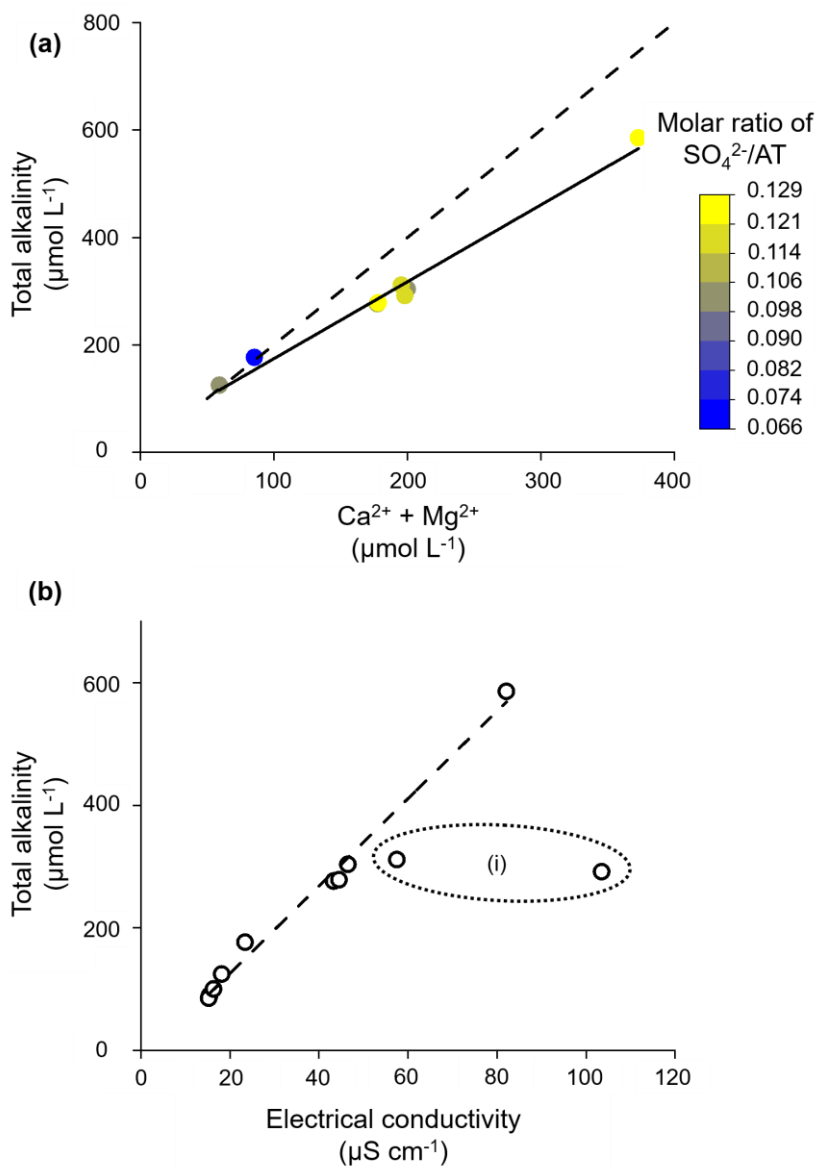 (a)
800
600
400
200
0
Total alkalinity
(µmol L⁻¹)
0 100 200 300 400
Ca²⁺ + Mg²⁺
(µmol L⁻¹)
Molar ratio of
SO₄²⁻/AT
0.129
0.121
0.114
0.106
0.098
0.090
0.082
0.074
0.066
(b)
600
400
200
0
Total alkalinity
(µmol L⁻¹)
(i)
0 20 40 60 80 100 120
Electrical conductivity
(µS cm⁻¹)